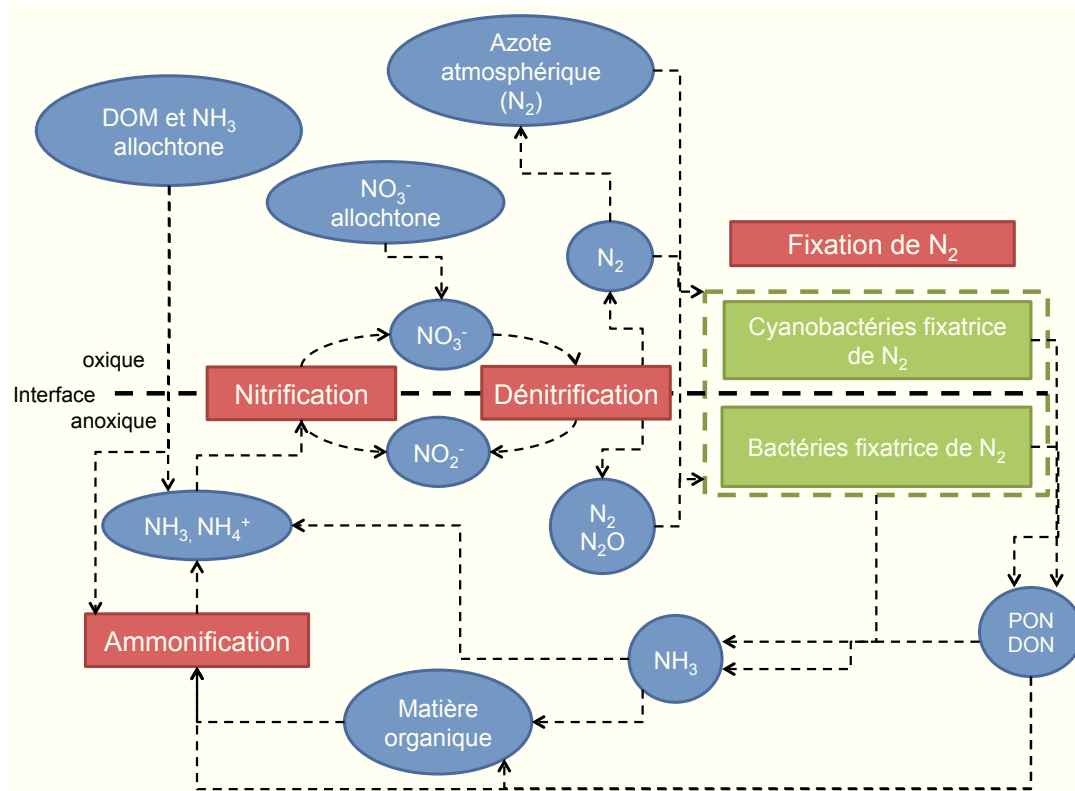 Azote
atmosphérique
(N₂)
DOM et NH₃
allochtone
NO₃⁻
allochtone
N₂
Fixation de N₂
Cyanobactéries fixatrice
de N₂
NO₃⁻
oxique
Interface
anoxique
Nitrification
Dénitrification
NO₂⁻
Bactéries fixatrice de N₂
NH₃, NH₄⁺
N₂
N₂O
Ammonification
PON
DON
NH₃
Matière
organique